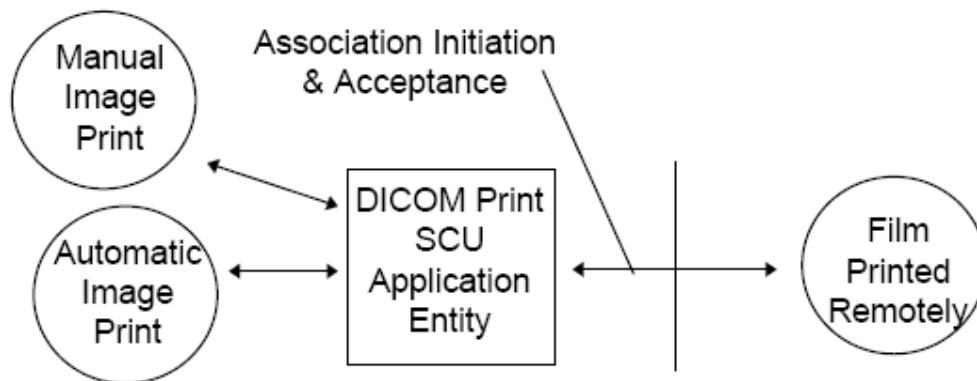 Manual
Image
Print
Association Initiation
& Acceptance
Automatic
Image
Print
DICOM Print
SCU
Application
Entity
Film
Printed
Remotely